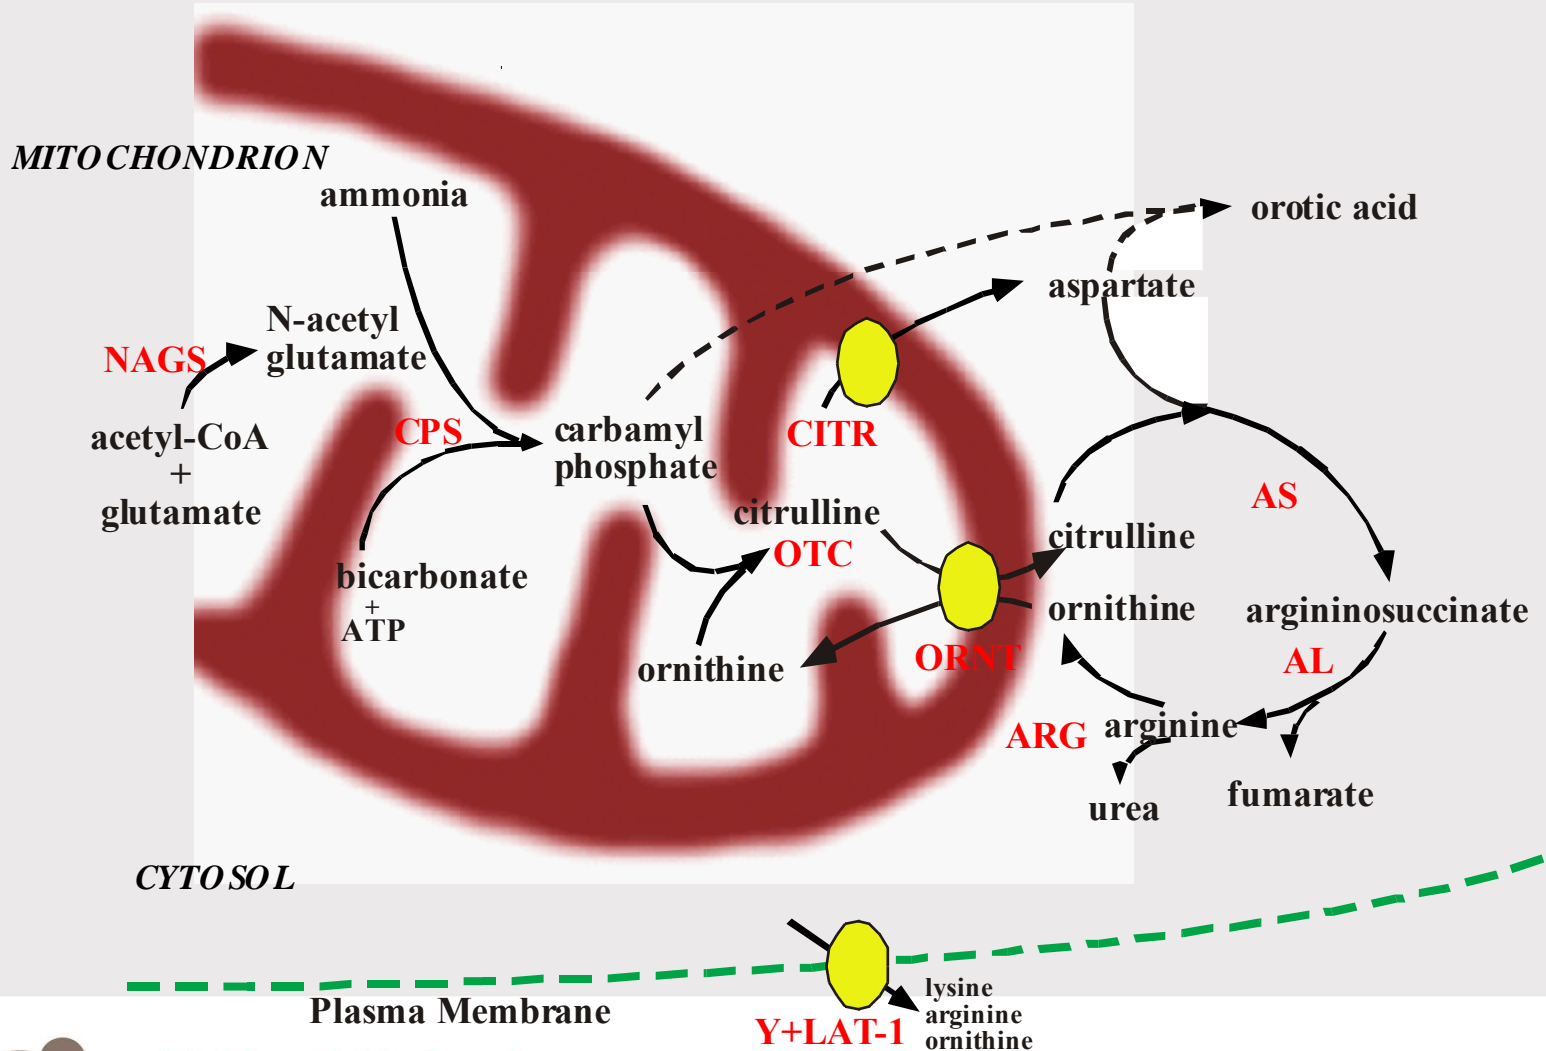 MITOCHONDRION
ammonia
orotic acid
aspartate
N-acetyl
glutamate
NAGS
acetyl-CoA
+
glutamate
CPS
carbamyl
phosphate
CITR
citrulline
OTC
bicarbonate
+
ATP
ornithine
ORNT
citrulline
ornithine
AS
argininosuccinate
AL
arginine
ARG
urea
fumarate
CYTOSOL
Plasma Membrane
Y+LAT-1
lysine
arginine
ornithine